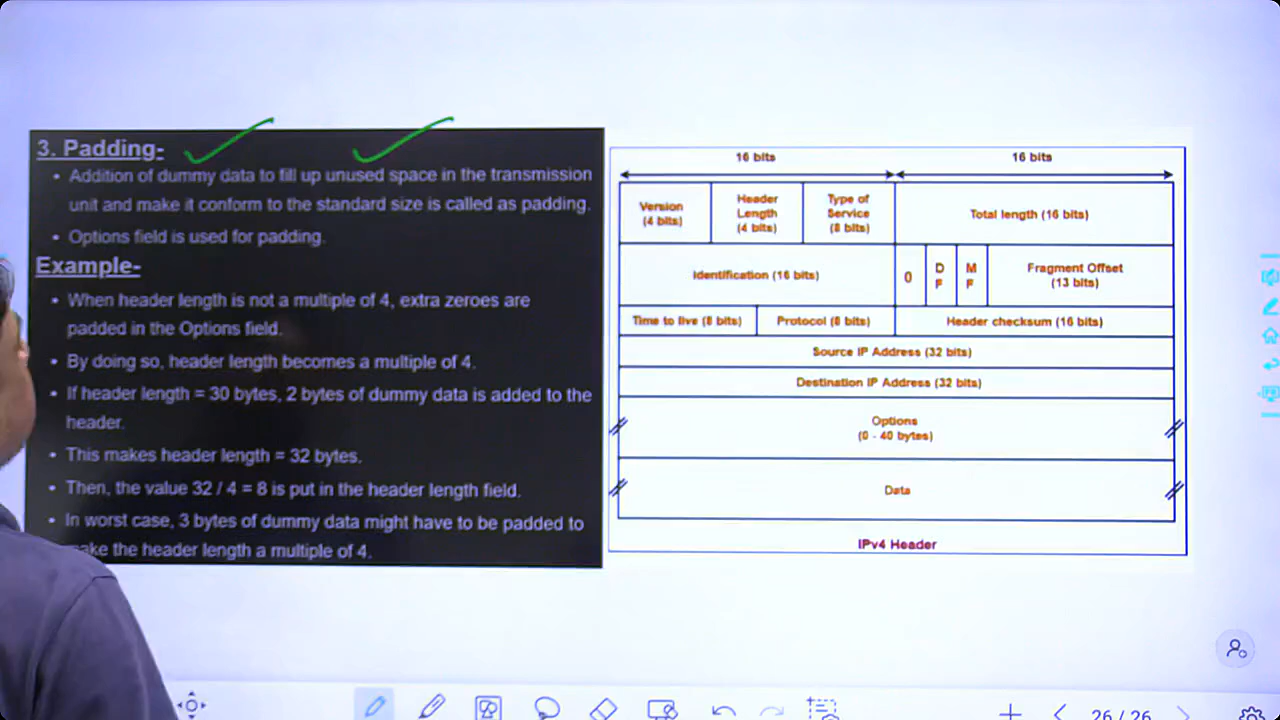 3. Padding-
• Addition of dummy data to fill up unused space in the transmission
unit and make it conform to the standard size is called as padding.
• Options field is used for padding.
Example-
• When header length is not a multiple of 4, extra zeroes are
padded in the Options field.
• By doing so, header length becomes a multiple of 4.
• If header length = 30 bytes, 2 bytes of dummy data is added to the
header.
• This makes header length = 32 bytes.
• Then, the value 32 / 4 = 8 is put in the header length field.
• In worst case, 3 bytes of dummy data might have to be padded to
ake the header length a multiple of 4.
16 bits
16 bits
Version
(4 bits)
Header
Length
(4 bits)
Type of
Service
(8 bits)
Total length (16 bits)
Identification (16 bits)
0
D
F
M
F
Fragment Offset
(13 bits)
Time to live (8 bits)
Protocol (8 bits)
Header checksum (16 bits)
Source IP Address (32 bits)
Destination IP Address (32 bits)
Options
(0 - 40 bytes)
Data
IPv4 Header
26/26